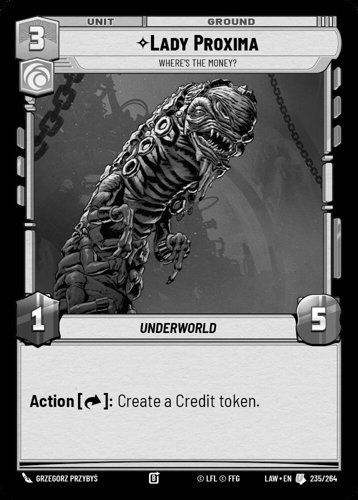 UNIT
GROUND
3
✧LADY PROXIMA
WHERE'S THE MONEY?
1
5
UNDERWORLD
Action [↷]: Create a Credit token.
GRZEGORZ PRZYBYŚ
© LFL © FFG
LAW • EN
235/264